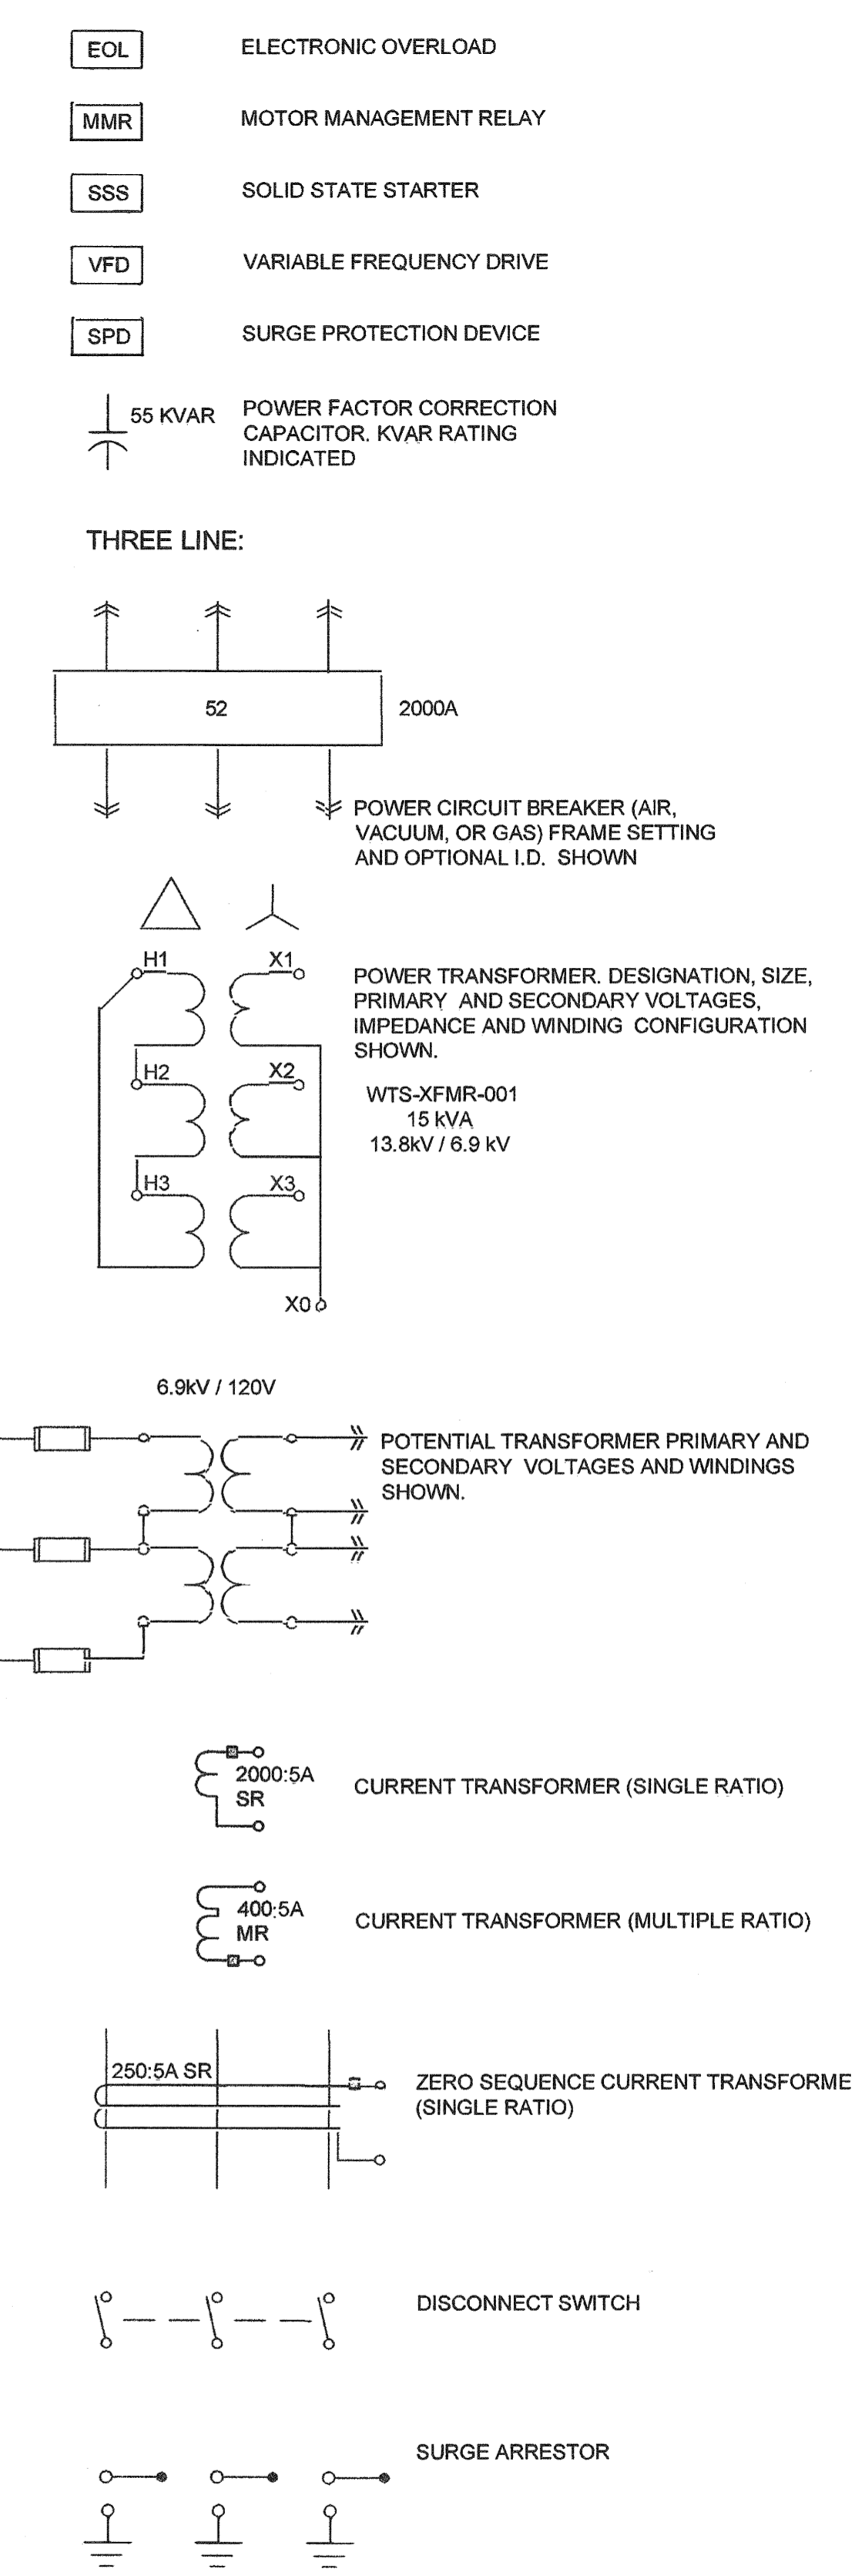 EOL ELECTRONIC OVERLOAD
MMR MOTOR MANAGEMENT RELAY
SSS SOLID STATE STARTER
VFD VARIABLE FREQUENCY DRIVE
SPD SURGE PROTECTION DEVICE
55 KVAR POWER FACTOR CORRECTION
CAPACITOR. KVAR RATING
INDICATED
THREE LINE:
52 2000A
POWER CIRCUIT BREAKER (AIR,
VACUUM, OR GAS) FRAME SETTING
AND OPTIONAL I.D. SHOWN
H1 X1
POWER TRANSFORMER. DESIGNATION, SIZE,
PRIMARY AND SECONDARY VOLTAGES,
IMPEDANCE AND WINDING CONFIGURATION
SHOWN.
H2 X2
WTS-XFMR-001
15 kVA
13.8kV / 6.9 kV
H3 X3
X0
6.9kV / 120V
POTENTIAL TRANSFORMER PRIMARY AND
SECONDARY VOLTAGES AND WINDINGS
SHOWN.
2000:5A
SR
CURRENT TRANSFORMER (SINGLE RATIO)
400:5A
MR
CURRENT TRANSFORMER (MULTIPLE RATIO)
250:5A SR
ZERO SEQUENCE CURRENT TRANSFORME
(SINGLE RATIO)
DISCONNECT SWITCH
SURGE ARRESTOR